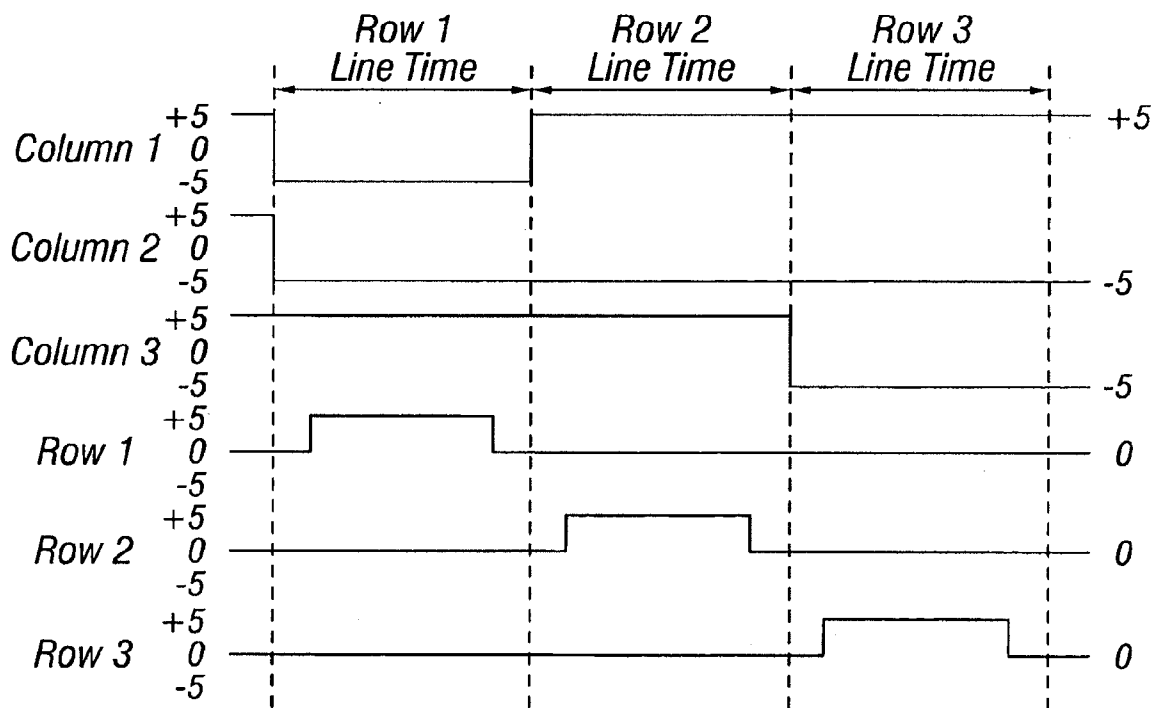 Row 1 Row 2 Row 3
Line Time Line Time Line Time
+5 +5
Column 1 0
-5
+5
Column 2 0
-5 -5
+5
Column 3 0
-5 -5
+5
Row 1 0 0
-5
+5
Row 2 0 0
-5
+5
Row 3 0 0
-5